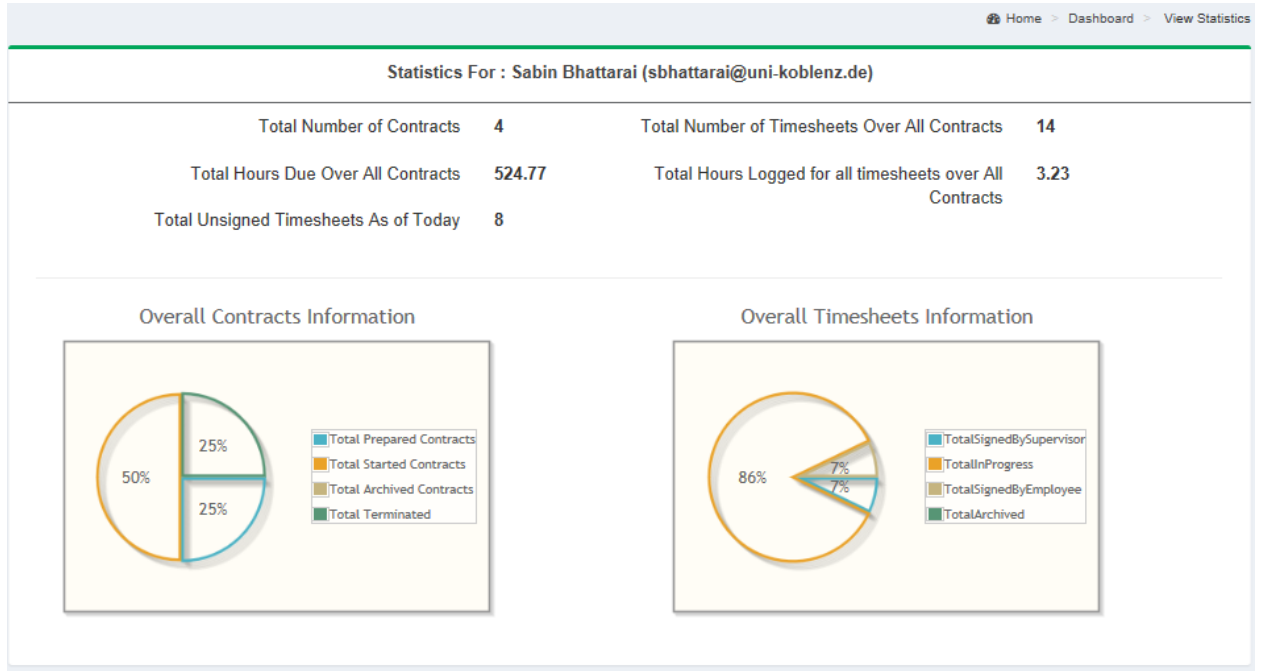 Home > Dashboard > View Statistics
Statistics For : Sabin Bhattarai (sbhattarai@uni-koblenz.de)
Total Number of Contracts 4
Total Number of Timesheets Over All Contracts 14
Total Hours Due Over All Contracts 524.77
Total Hours Logged for all timesheets over All
Contracts
3.23
Total Unsigned Timesheets As of Today 8
Overall Contracts Information
25%
50%
25%
Total Prepared Contracts
Total Started Contracts
Total Archived Contracts
Total Terminated
Overall Timesheets Information
86%
7%
7%
TotalSignedBySupervisor
TotalInProgress
TotalSignedByEmployee
TotalArchived